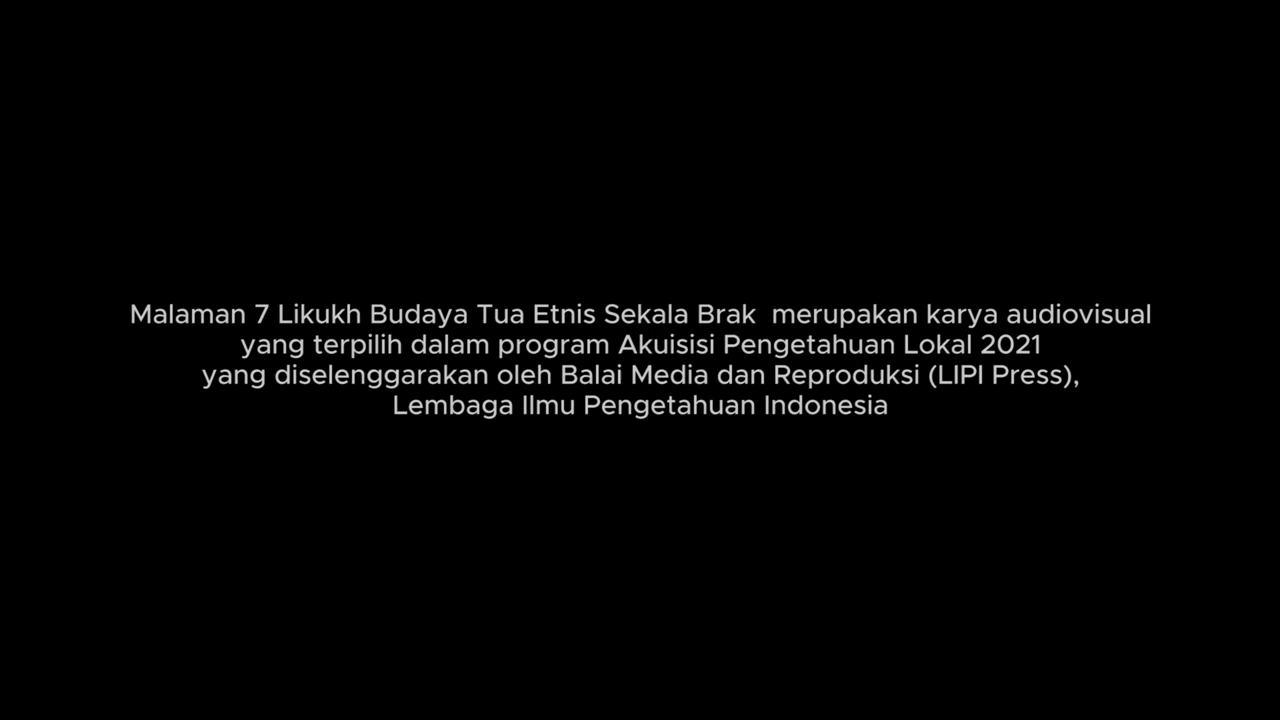 Malaman 7 Likukh Budaya Tua Etnis Sekala Brak  merupakan karya audiovisual
yang terpilih dalam program Akuisisi Pengetahuan Lokal 2021
yang diselenggarakan oleh Balai Media dan Reproduksi (LIPI Press),
Lembaga Ilmu Pengetahuan Indonesia